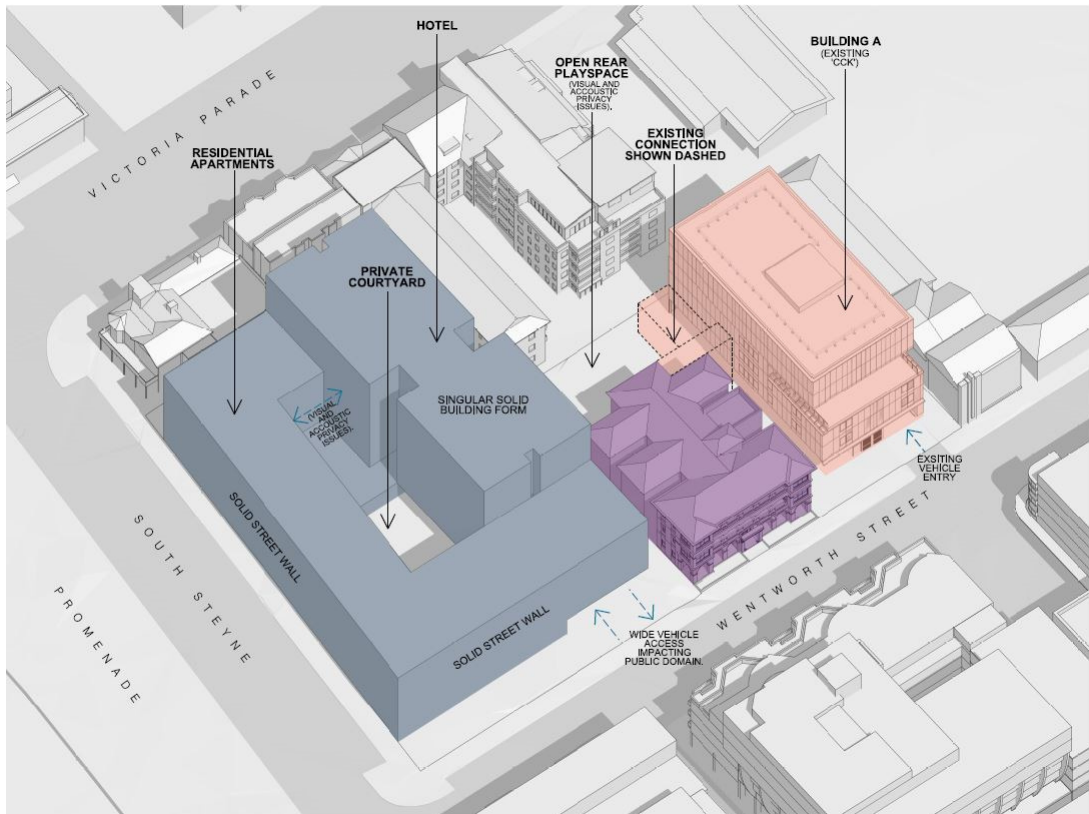 HOTEL
BUILDING A
(EXISTING
'CCK')
OPEN REAR
PLAYSPACE
(VISUAL AND
ACCOUSTIC
PRIVACY
ISSUES).
VICTORIA PARADE
EXISTING
CONNECTION
SHOWN DASHED
RESIDENTIAL
APARTMENTS
PRIVATE
COURTYARD
(VISUAL
AND
ACCOUSTIC
PRIVACY
ISSUES).
SINGULAR SOLID
BUILDING FORM
EXSITING
VEHICLE
ENTRY
SOLID STREET WALL
SOUTH STEYNE
PROMENADE
SOLID STREET WALL
WIDE VEHICLE
ACCESS
IMPACTING
PUBLIC DOMAIN.
WENTWORTH STREET